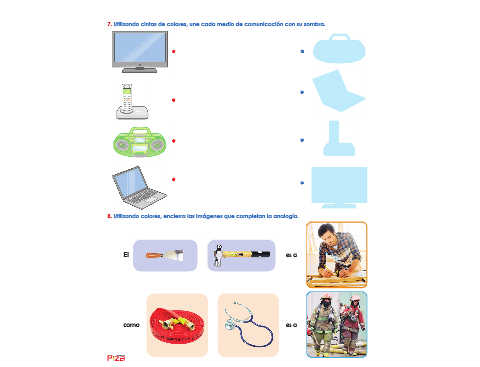 7. Utilizando cintas de colores, une cada medio de comunicación con su sombra.
8. Utilizando colores, encierra las imágenes que completan la analogía.
El
es a
como
es a